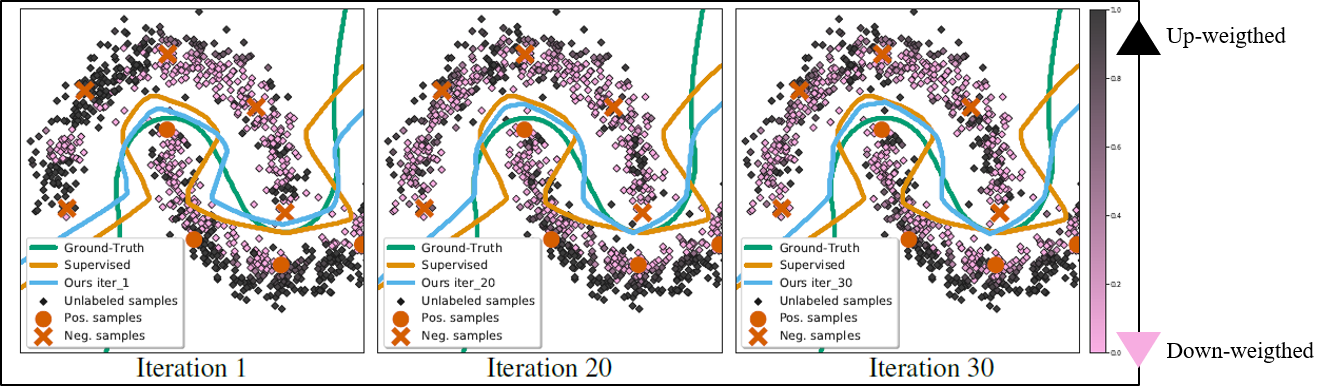 Ground-Truth
Supervised
Ours iter_1
Unlabeled samples
Pos. samples
Neg. samples
Iteration 1
Ground-Truth
Supervised
Ours iter_20
Unlabeled samples
Pos. samples
Neg. samples
Iteration 20
Ground-Truth
Supervised
Ours iter_30
Unlabeled samples
Pos. samples
Neg. samples
Iteration 30
1.0
0.8
0.6
0.4
0.2
0.0
Up-weigthed
Down-weigthed